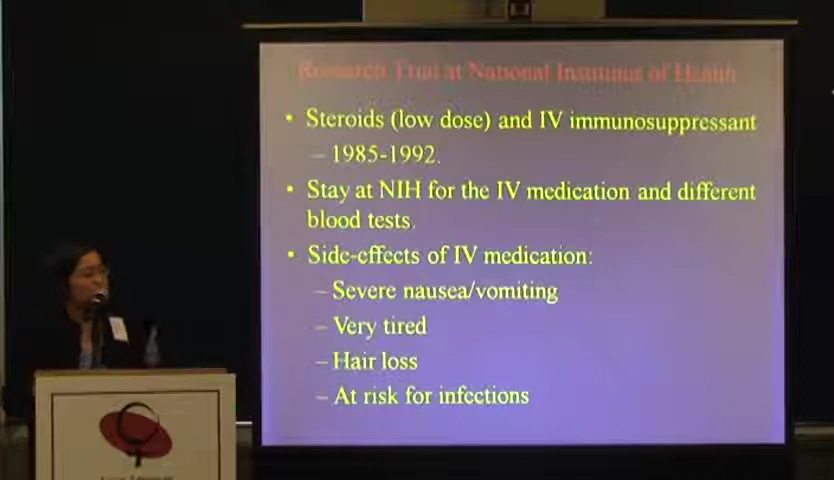 Research Trial at National Institutes of Health
• Steroids (low dose) and IV immunosuppressant
– 1985-1992.
• Stay at NIH for the IV medication and different
blood tests.
• Side-effects of IV medication:
– Severe nausea/vomiting
– Very tired
– Hair loss
– At risk for infections